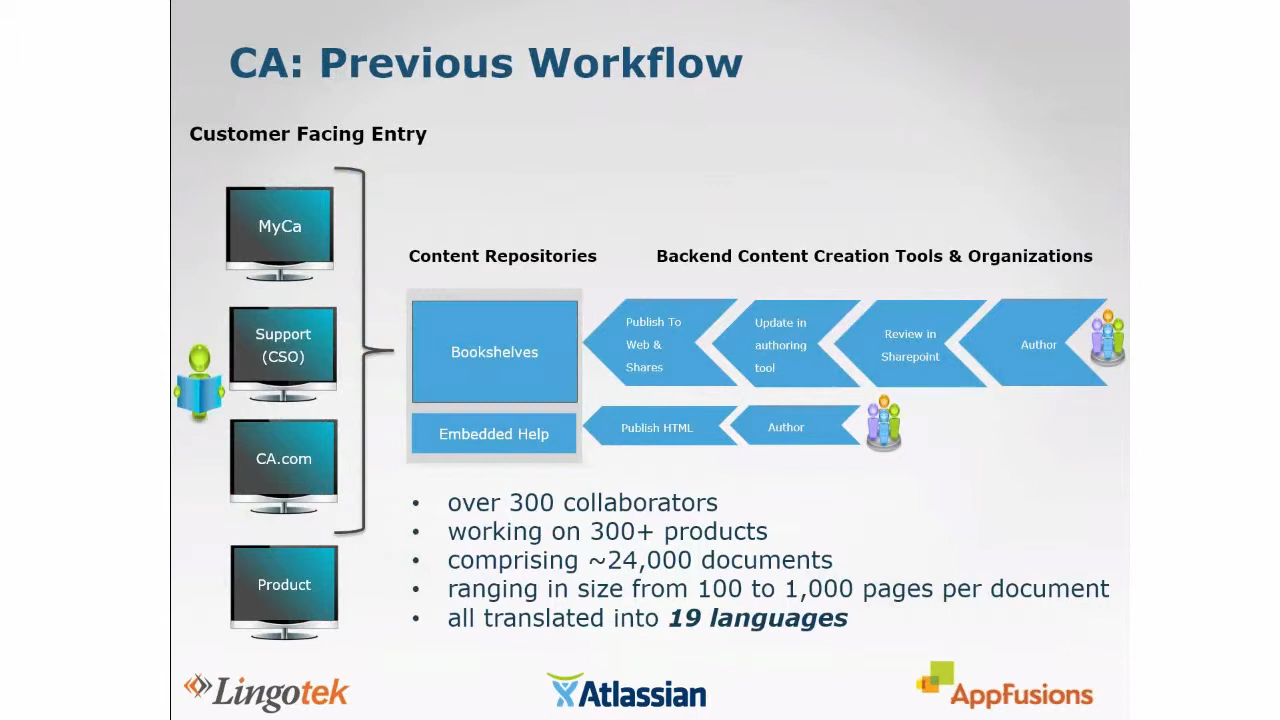 CA: Previous Workflow
Customer Facing Entry
MyCa
Support
(CSO)
CA.com
Product
Content Repositories
Bookshelves
Embedded Help
Backend Content Creation Tools & Organizations
Publish To
Web &
Shares
Update in
authoring
tool
Review in
Sharepoint
Author
Publish HTML
Author
• over 300 collaborators
• working on 300+ products
• comprising ~24,000 documents
• ranging in size from 100 to 1,000 pages per document
• all translated into 19 languages
Lingotek
Atlassian
AppFusions